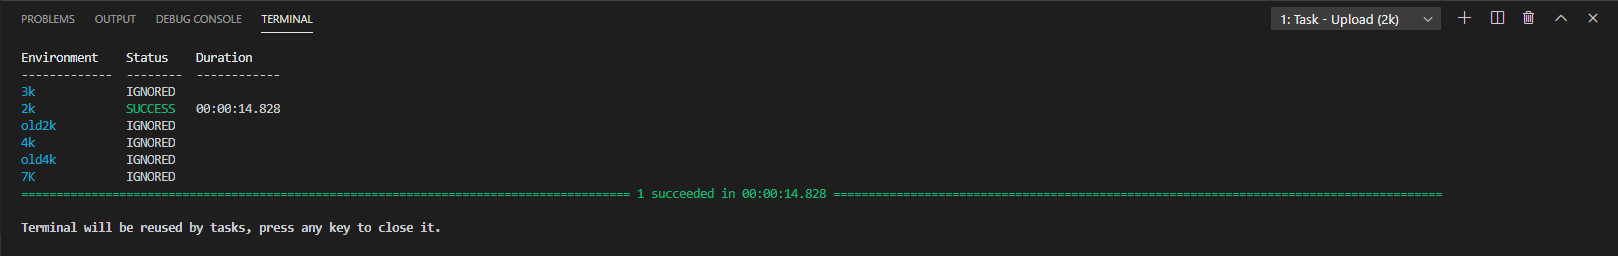 PROBLEMS OUTPUT DEBUG CONSOLE TERMINAL 1: Task - Upload (2k)
Environment Status Duration
------------- -------- ------------
3k IGNORED
2k SUCCESS 00:00:14.828
old2k IGNORED
4k IGNORED
old4k IGNORED
7K IGNORED
======================================================================================= 1 succeeded in 00:00:14.828 =======================================================================================
Terminal will be reused by tasks, press any key to close it.